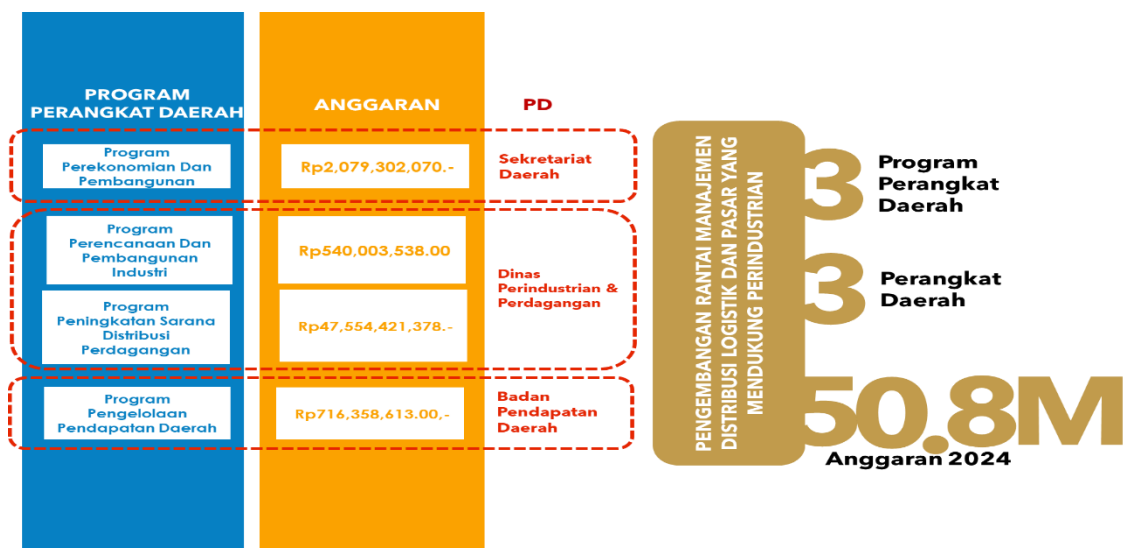 PROGRAM
PERANGKAT DAERAH
ANGGARAN
PD
Program
Perekonomian Dan
Pembangunan
Rp2,079,302,070.-
Sekretariat
Daerah
Program
Perencanaan Dan
Pembangunan
Industri
Rp540,003,538.00
Dinas
Perindustrian &
Perdagangan
Program
Peningkatan Sarana
Distribusi
Perdagangan
Rp47,554,421,378.-
Program
Pengelolaan
Pendapatan Daerah
Rp716,358,613.00,-
Badan
Pendapatan
Daerah
PENGEMBANGAN RANTAI MANAJEMEN
DISTRIBUSI LOGISTIK DAN PASAR YANG
MENDUKUNG PERINDUSTRIAN
3
Program
Perangkat
Daerah
3
Perangkat
Daerah
50.8M
Anggaran 2024